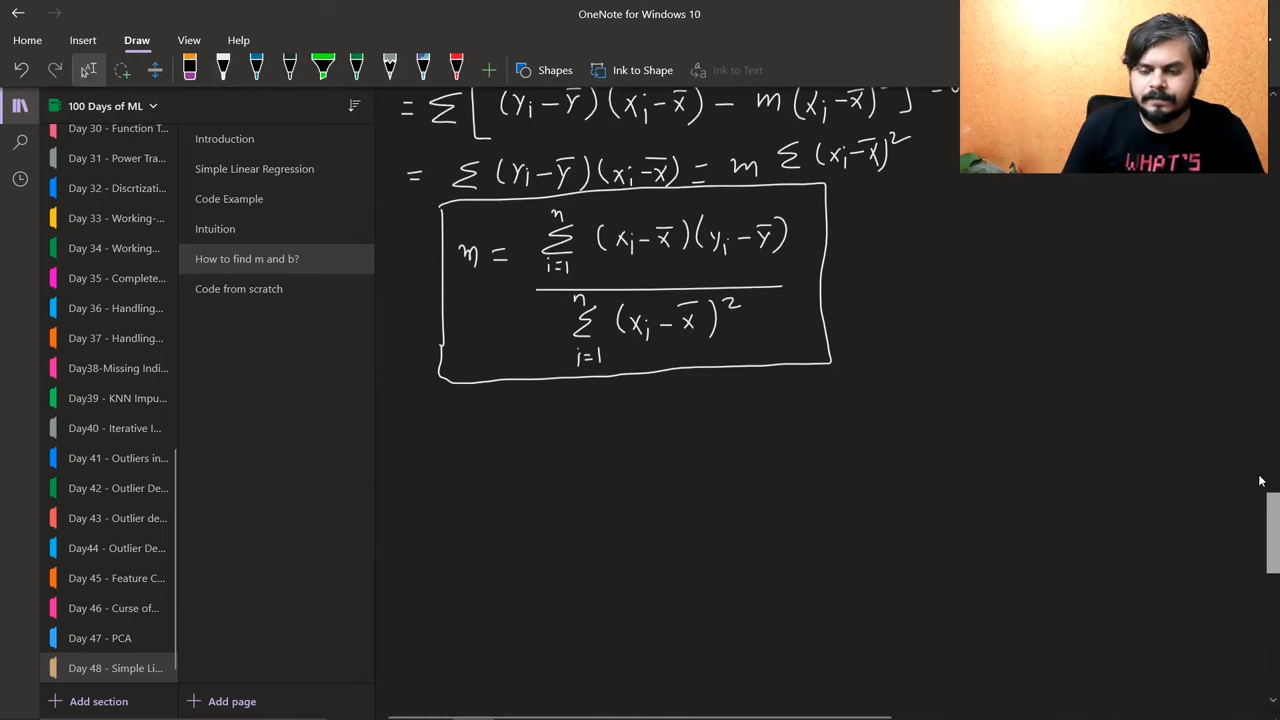 OneNote for Windows 10
Home Insert Draw View Help
Shapes Ink to Shape Ink to Text
100 Days of ML
Day 30 - Function T...
Day 31 - Power Tra...
Day 32 - Discrtizati...
Day 33 - Working-...
Day 34 - Working...
Day 35 - Complete...
Day 36 - Handling...
Day 37 - Handling...
Day38-Missing Indi...
Day39 - KNN Impu...
Day40 - Iterative I...
Day 41 - Outliers in...
Day 42 - Outlier De...
Day 43 - Outlier de...
Day44 - Outlier De...
Day 45 - Feature C...
Day 46 - Curse of...
Day 47 - PCA
Day 48 - Simple Li...
Add section
Introduction
Simple Linear Regression
Code Example
Intuition
How to find m and b?
Code from scratch
Add page
= Σ[(yi − ȳ)(xi − x̄) − m(xi − x̄)²]
= Σ(yi − ȳ)(xi − x̄) = m Σ(xi − x̄)²
n
m = Σ (xi − x̄)(yi − ȳ)
i=1
n
Σ (xi − x̄)²
i=1
WHAT'S